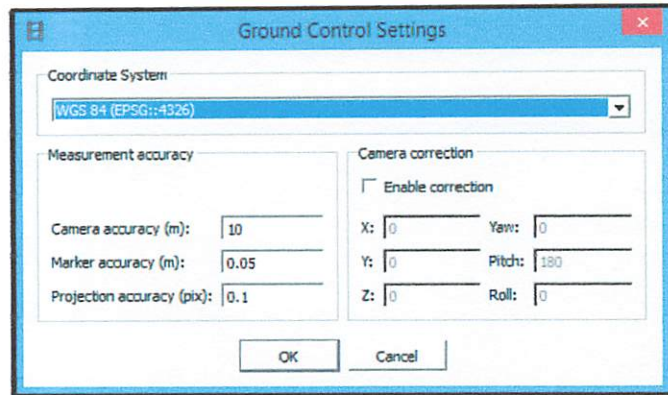 Ground Control Settings
Coordinate System
WGS 84 (EPSG::4326)
Measurement accuracy
Camera accuracy (m): 10
Marker accuracy (m): 0.05
Projection accuracy (pix): 0.1
Camera correction
Enable correction
X: 0 Yaw: 0
Y: 0 Pitch: 180
Z: 0 Roll: 0
OK Cancel